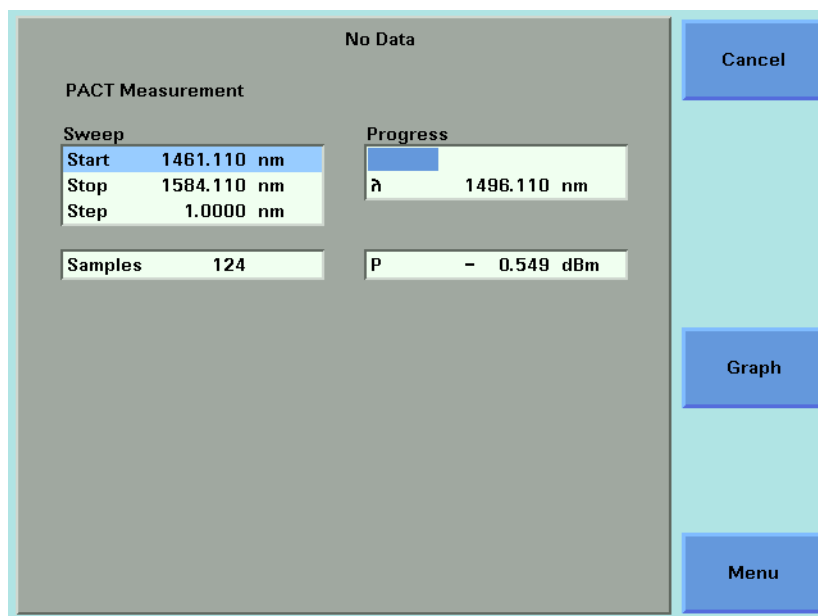 No Data
Cancel
PACT Measurement
Sweep
Start 1461.110 nm
Stop 1584.110 nm
Step 1.0000 nm
Progress
λ 1496.110 nm
Samples 124
P - 0.549 dBm
Graph
Menu